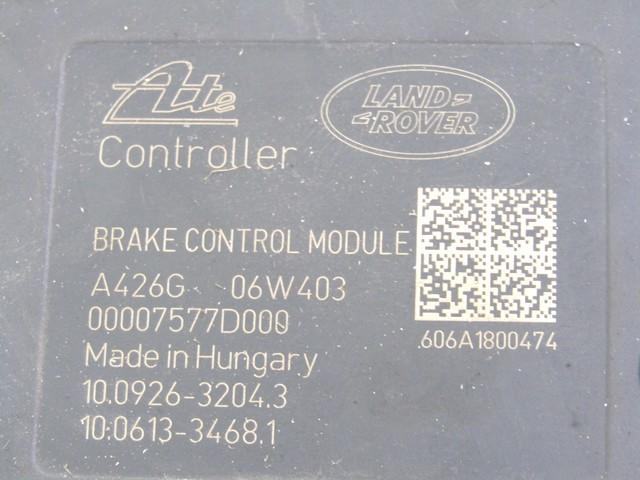 Ate
LAND
ROVER
Controller
BRAKE CONTROL MODULE
A426G 06W403
00007577D000
Made in Hungary
10.0926-3204.3
10.0613-3468.1
.606A1800474